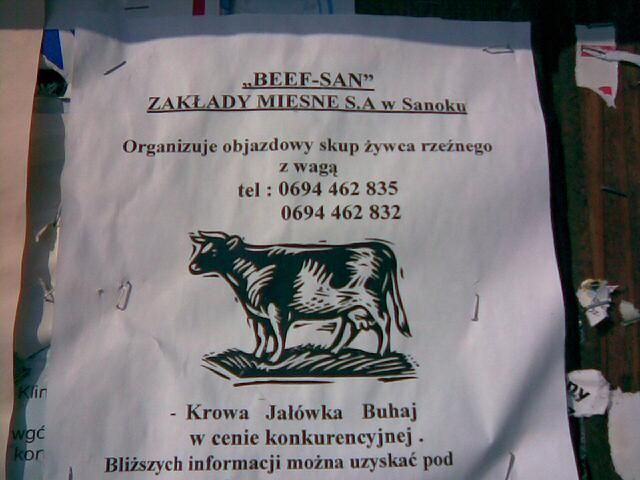 „BEEF-SAN”
ZAKŁADY MIĘSNE S.A w Sanoku
Organizuje objazdowy skup żywca rzeźnego
z wagą
tel : 0694 462 835
0694 462 832
- Krowa Jałówka Buhaj
w cenie konkurencyjnej .
Bliższych informacji można uzyskać pod